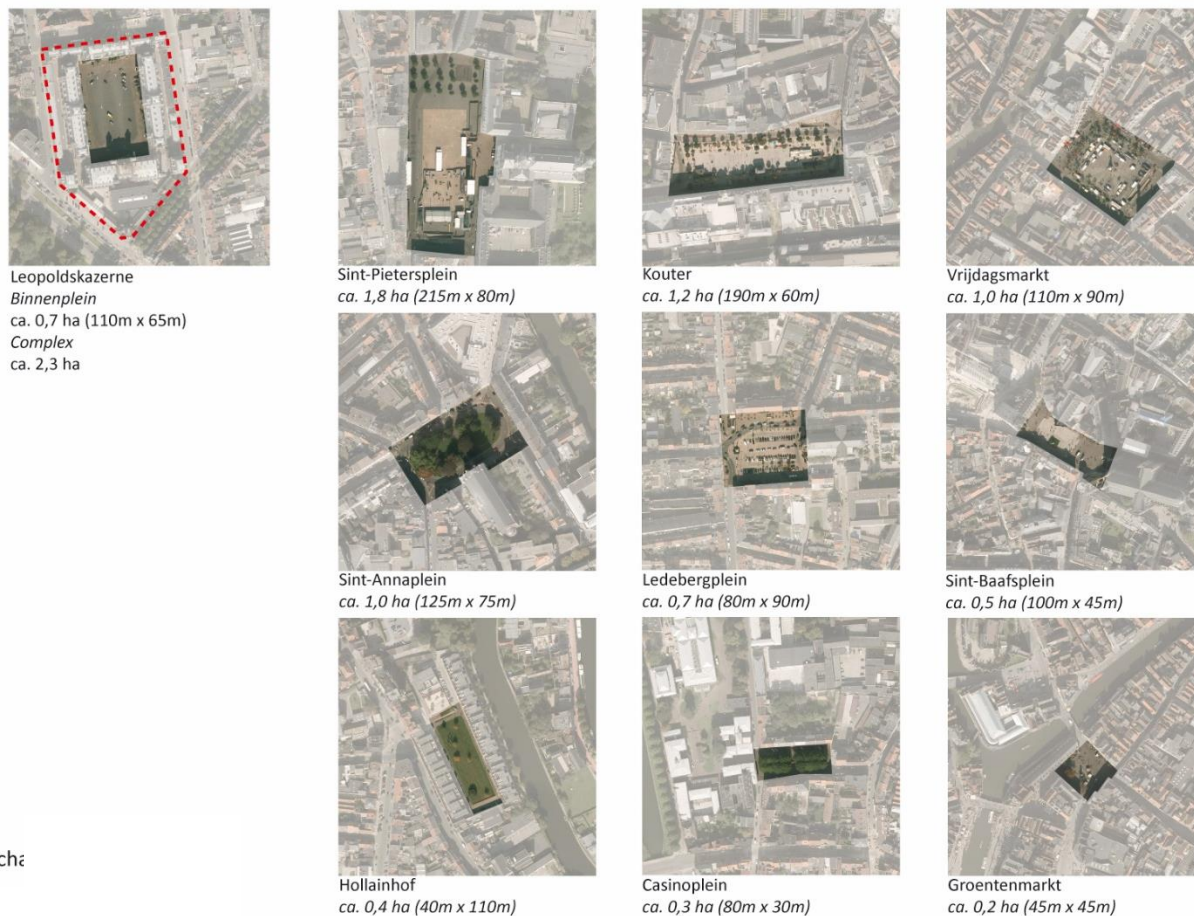 Leopoldskazerne
Binnenplein
ca. 0,7 ha (110m x 65m)
Complex
ca. 2,3 ha
Sint-Pietersplein
ca. 1,8 ha (215m x 80m)
Kouter
ca. 1,2 ha (190m x 60m)
Vrijdagsmarkt
ca. 1,0 ha (110m x 90m)
Sint-Annaplein
ca. 1,0 ha (125m x 75m)
Ledebergplein
ca. 0,7 ha (80m x 90m)
Sint-Baafsplein
ca. 0,5 ha (100m x 45m)
Hollainhof
ca. 0,4 ha (40m x 110m)
Casinoplein
ca. 0,3 ha (80m x 30m)
Groentenmarkt
ca. 0,2 ha (45m x 45m)